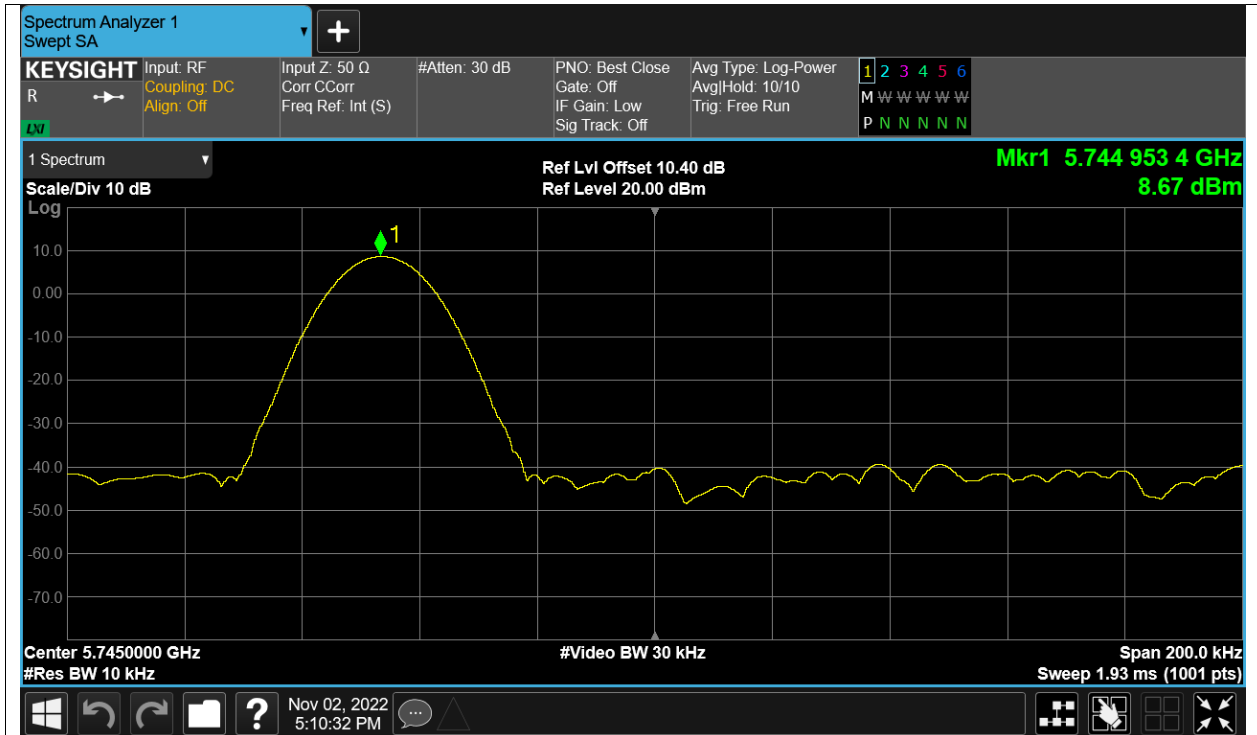 Spectrum Analyzer 1
Swept SA
+
KEYSIGHT
R
LXI
Input: RF
Coupling: DC
Align: Off
Input Z: 50 Ω
Corr CCorr
Freq Ref: Int (S)
#Atten: 30 dB
PNO: Best Close
Gate: Off
IF Gain: Low
Sig Track: Off
Avg Type: Log-Power
Avg|Hold: 10/10
Trig: Free Run
1 2 3 4 5 6
M W W W W W
P N N N N N
1 Spectrum
Scale/Div 10 dB
Log
Ref Lvl Offset 10.40 dB
Ref Level 20.00 dBm
Mkr1 5.744 953 4 GHz
8.67 dBm
1
10.0
0.00
-10.0
-20.0
-30.0
-40.0
-50.0
-60.0
-70.0
Center 5.7450000 GHz
#Res BW 10 kHz
#Video BW 30 kHz
Span 200.0 kHz
Sweep 1.93 ms (1001 pts)
?
Nov 02, 2022
5:10:32 PM